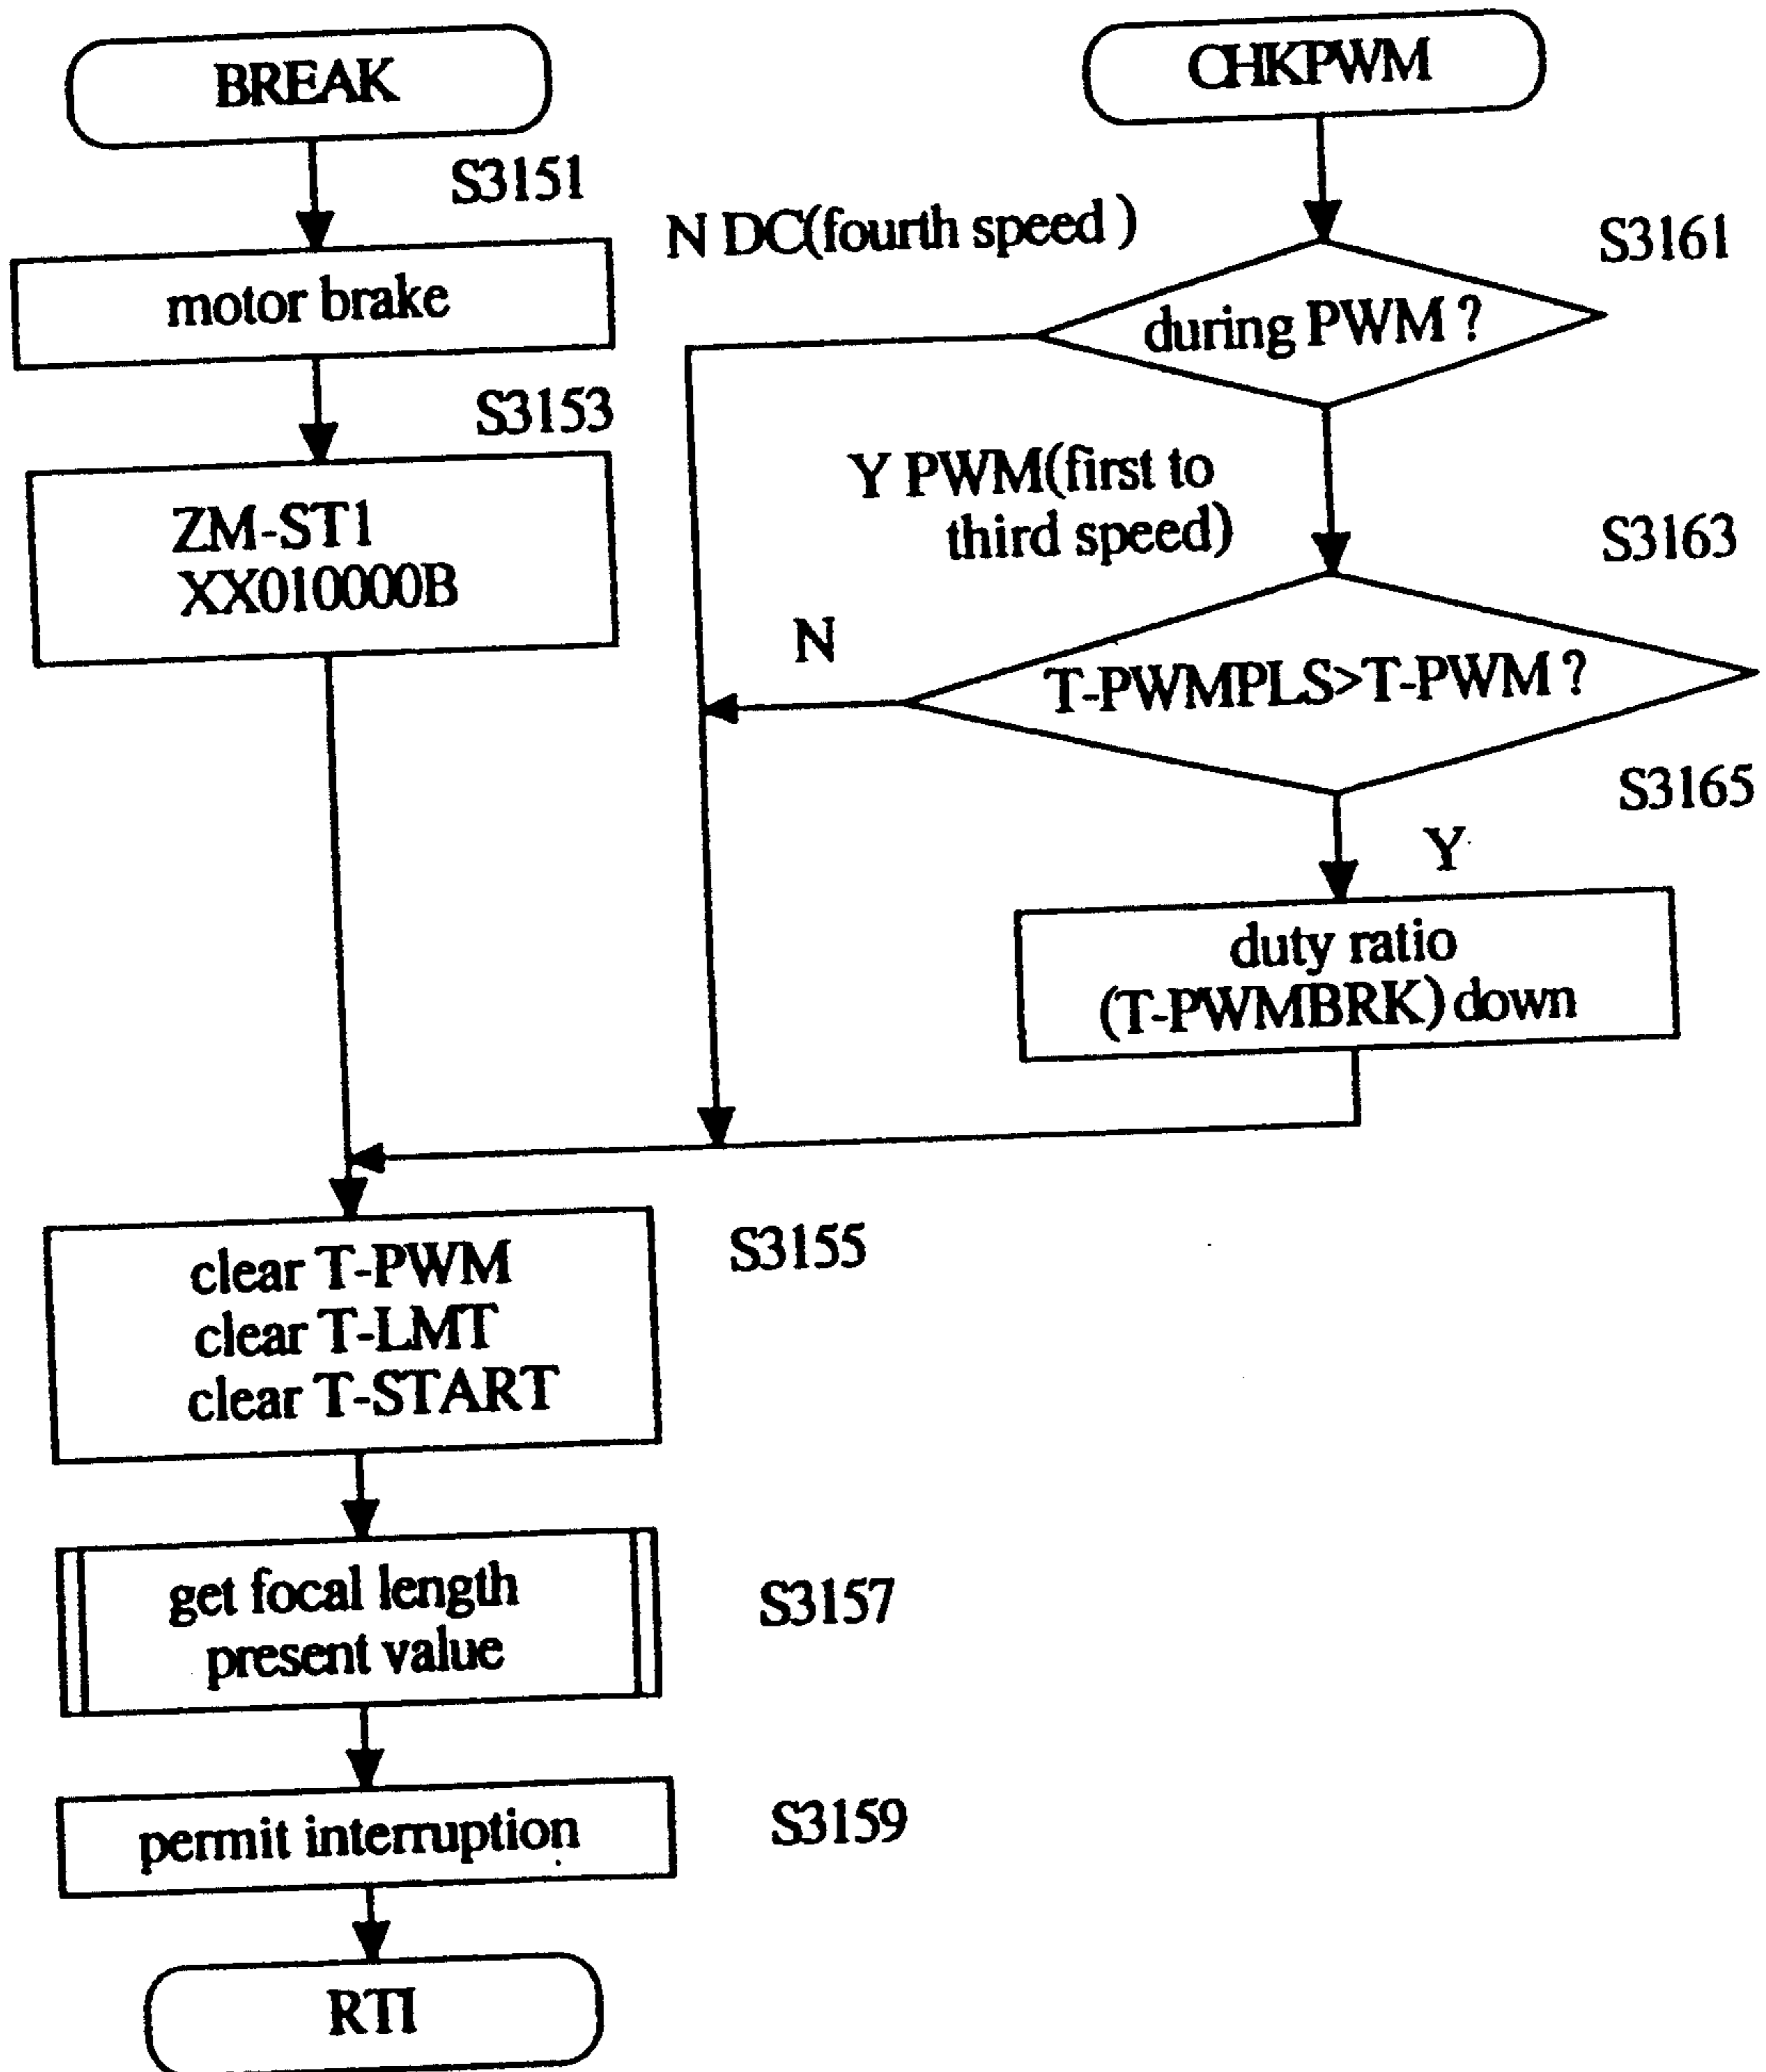 BREAK
S3151
motor brake
S3153
ZM-ST1
XX010000B
CHKPWM
N DC(fourth speed )
S3161
during PWM ?
Y PWM(first to
third speed)
S3163
N
T-PWMPLS>T-PWM ?
S3165
Y
duty ratio
(T-PWMBRK) down
clear T-PWM
clear T-LMT
clear T-START
S3155
get focal length
present value
S3157
permit interruption
S3159
RTI